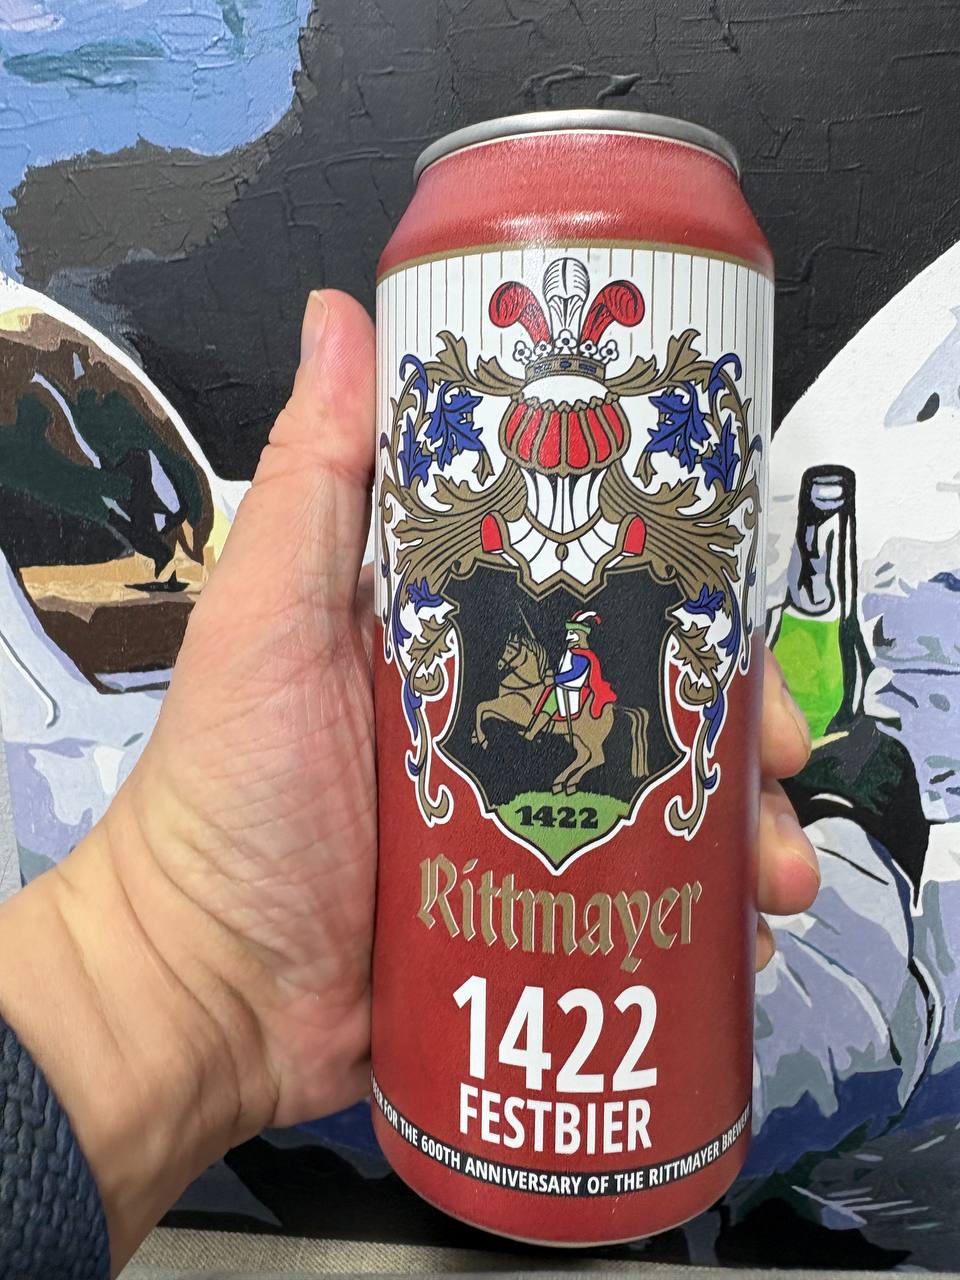 1422
Rittmayer
1422
FESTBIER
FOR THE 600TH ANNIVERSARY OF THE RITTMAYER